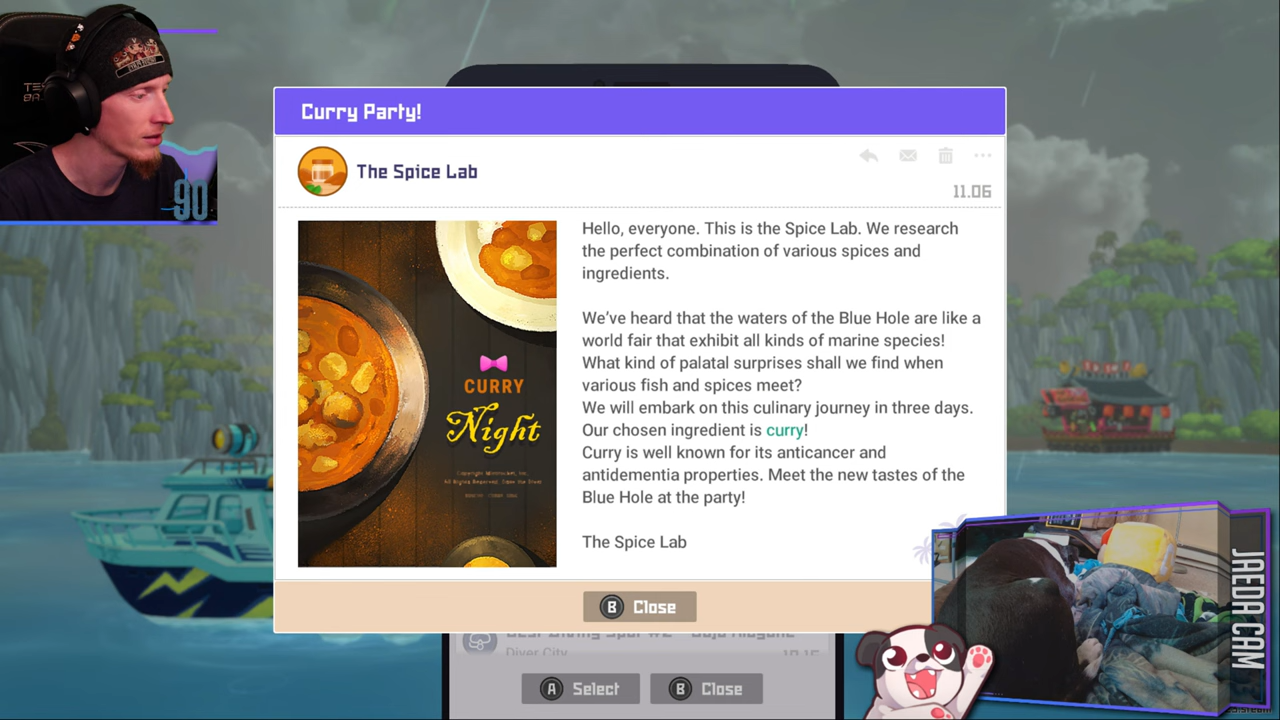 Curry Party!
The Spice Lab
11.06
Hello, everyone. This is the Spice Lab. We research
the perfect combination of various spices and
ingredients.
We've heard that the waters of the Blue Hole are like a
world fair that exhibit all kinds of marine species!
What kind of palatal surprises shall we find when
various fish and spices meet?
We will embark on this culinary journey in three days.
Our chosen ingredient is curry!
Curry is well known for its anticancer and
antidementia properties. Meet the new tastes of the
Blue Hole at the party!
The Spice Lab
CURRY
Night
B Close
Diver City
A Select
B Close
90
JAEDA CAM